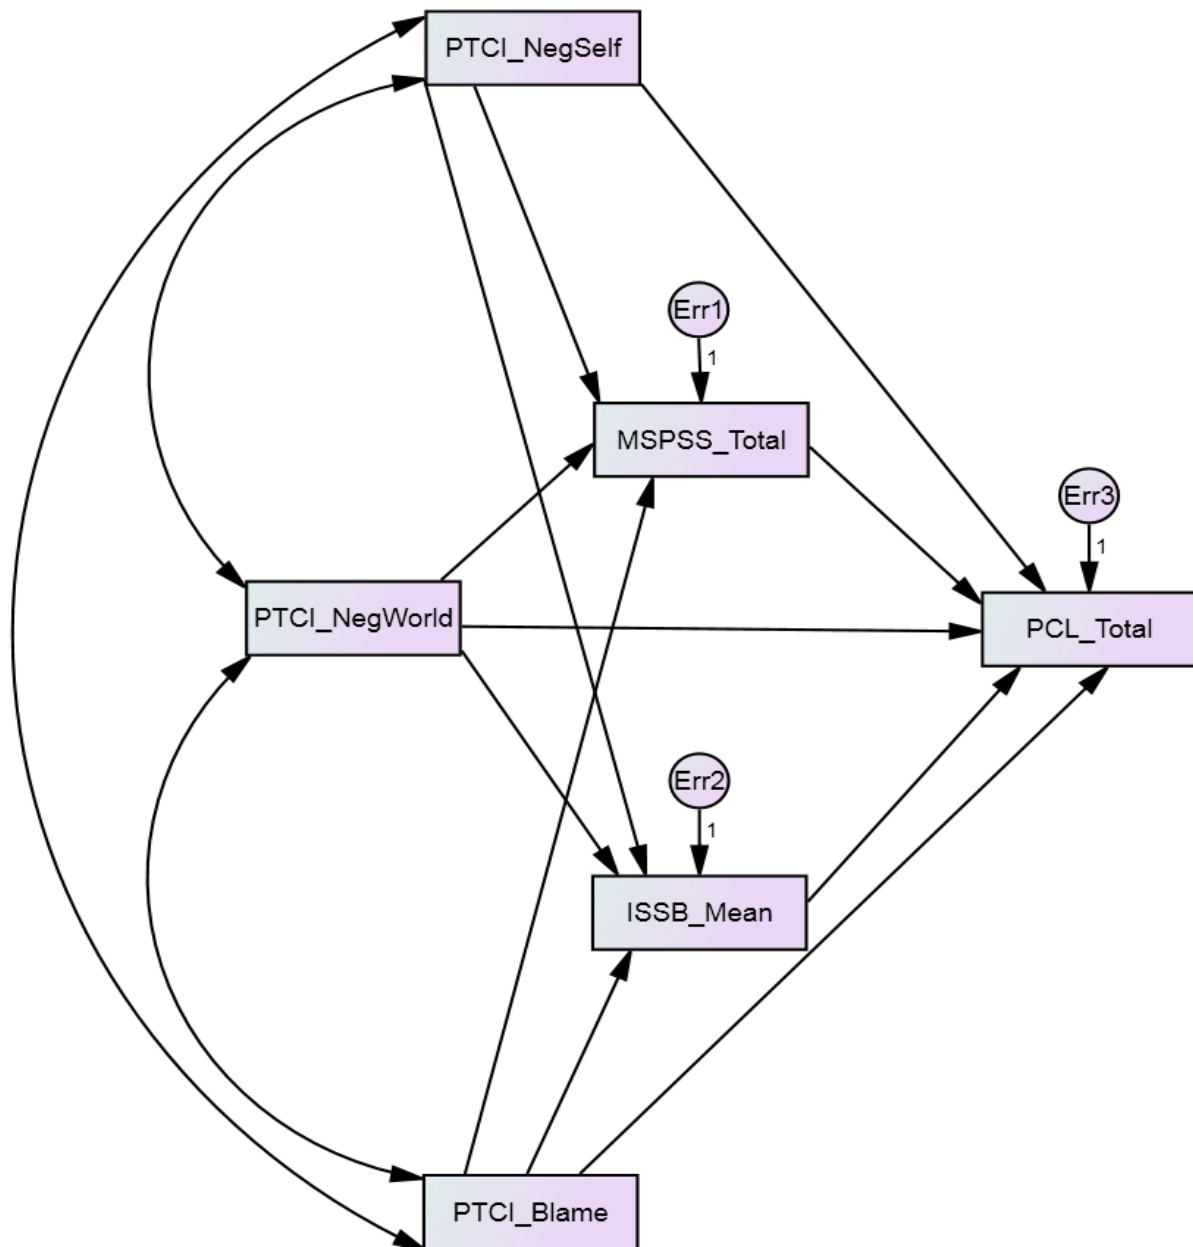 PTCI_NegSelf
Err1
1
MSPSS_Total
Err3
1
PTCI_NegWorld
PCL_Total
Err2
1
ISSB_Mean
PTCI_Blame